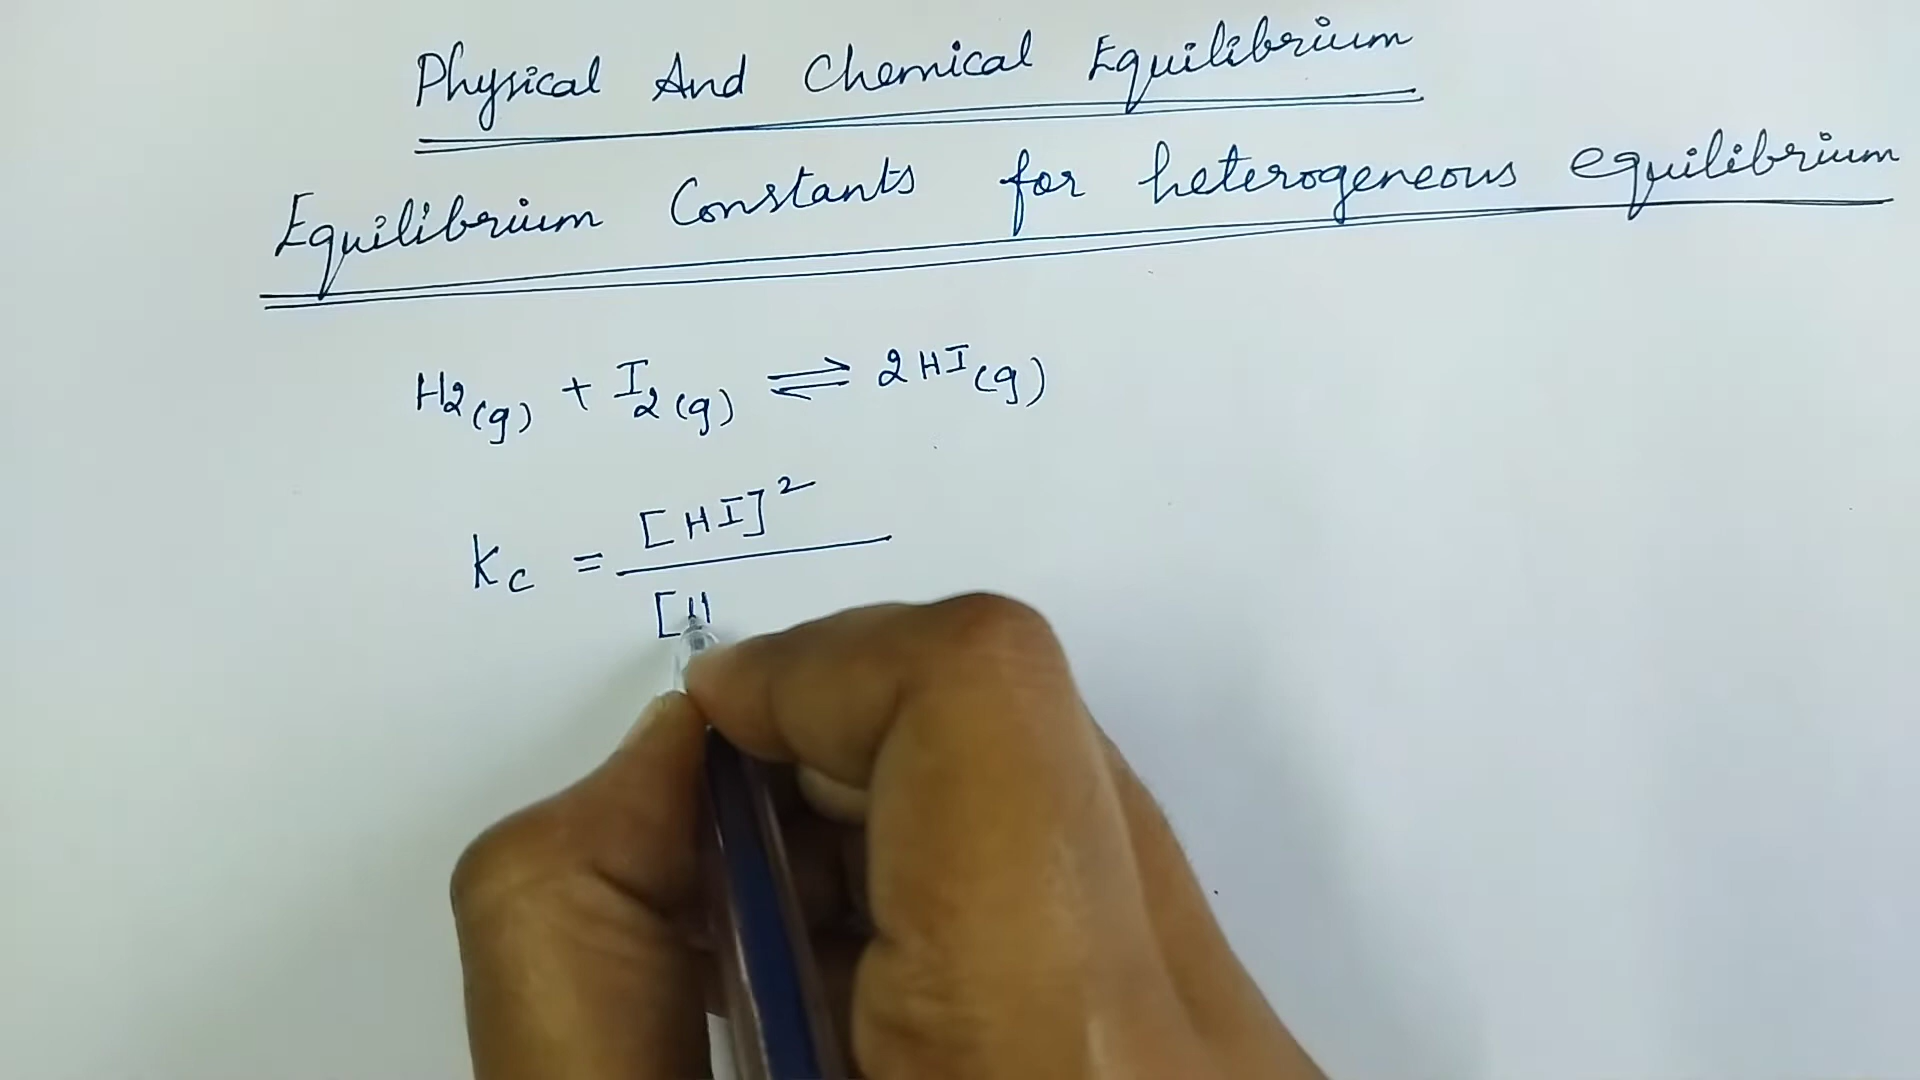 Physical And Chemical Equilibrium
Equilibrium Constants for heterogeneous equilibrium
H2(g) + I2(g) ⇌ 2HI(g)
[HI]²
Kc =
[H